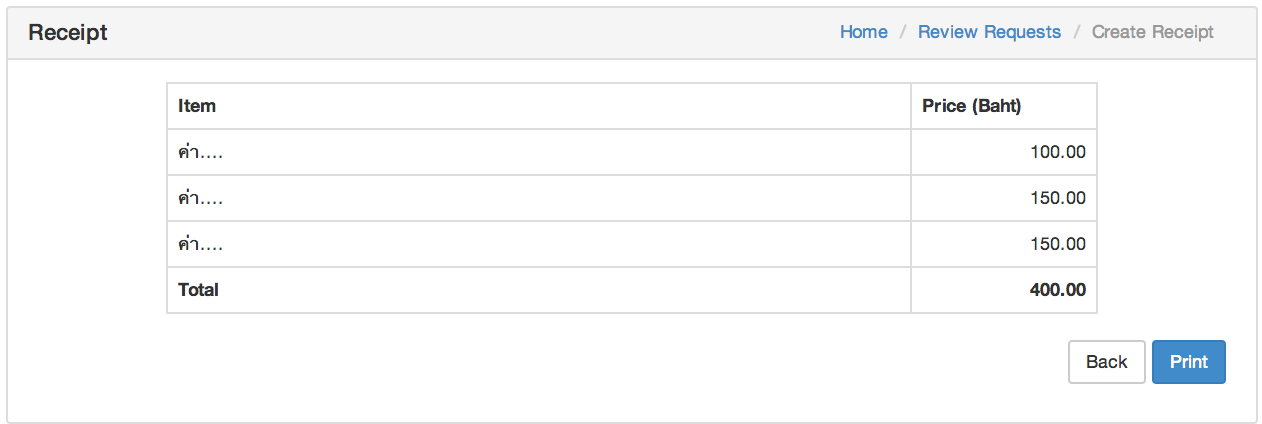 Receipt
Home / Review Requests / Create Receipt
Item Price (Baht)
ค่า.... 100.00
ค่า.... 150.00
ค่า.... 150.00
Total 400.00
Back Print